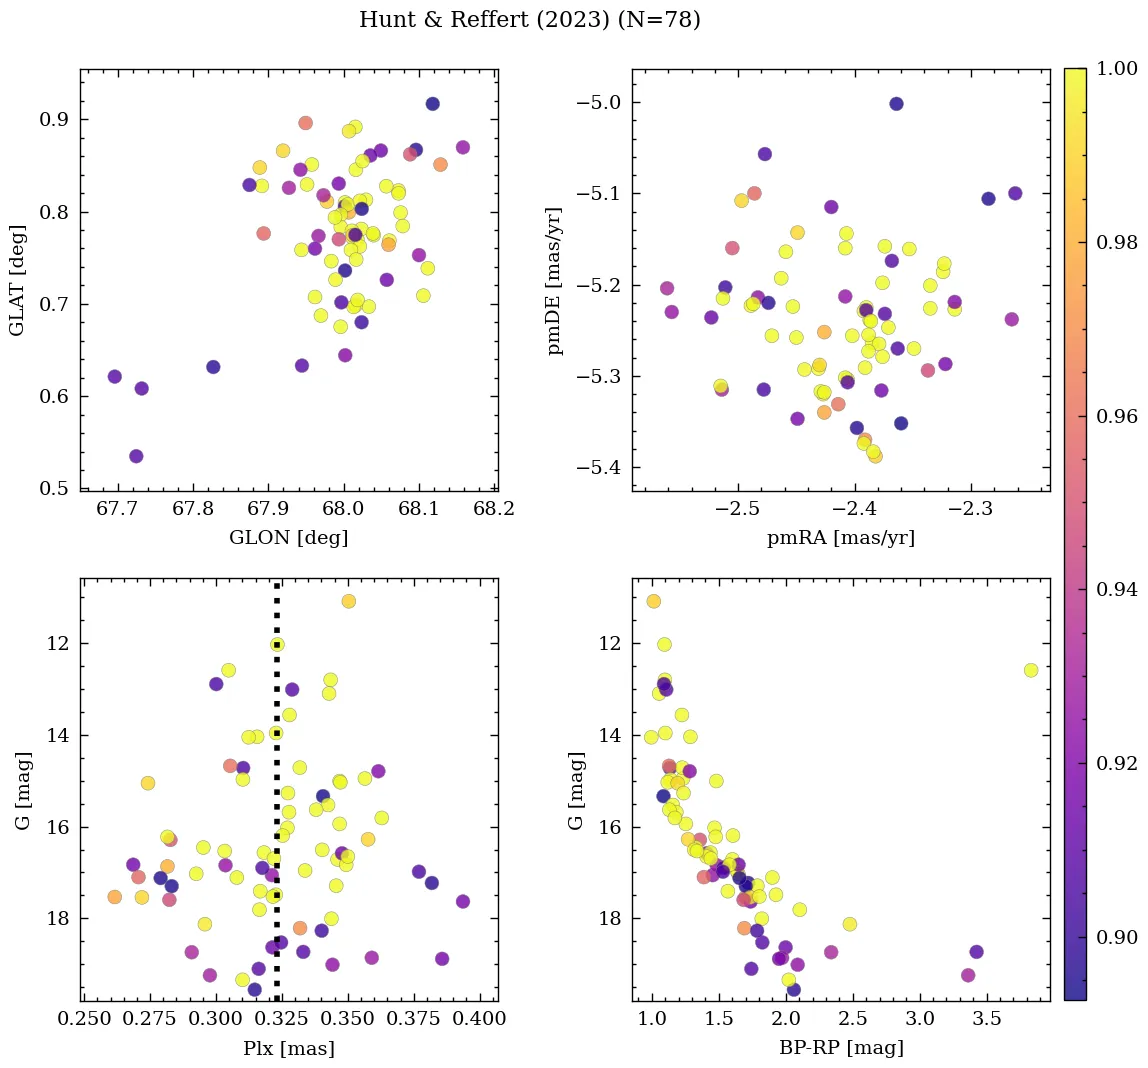 Hunt & Reffert (2023) (N=78)
0.9
0.8
0.7
0.6
0.5
GLAT [deg]
67.7 67.8 67.9 68.0 68.1 68.2
GLON [deg]
−5.0
−5.1
−5.2
−5.3
−5.4
pmDE [mas/yr]
−2.5 −2.4 −2.3
pmRA [mas/yr]
1.00
0.98
0.96
0.94
0.92
0.90
12
14
16
18
G [mag]
0.250 0.275 0.300 0.325 0.350 0.375 0.400
Plx [mas]
12
14
16
18
G [mag]
1.0 1.5 2.0 2.5 3.0 3.5
BP-RP [mag]